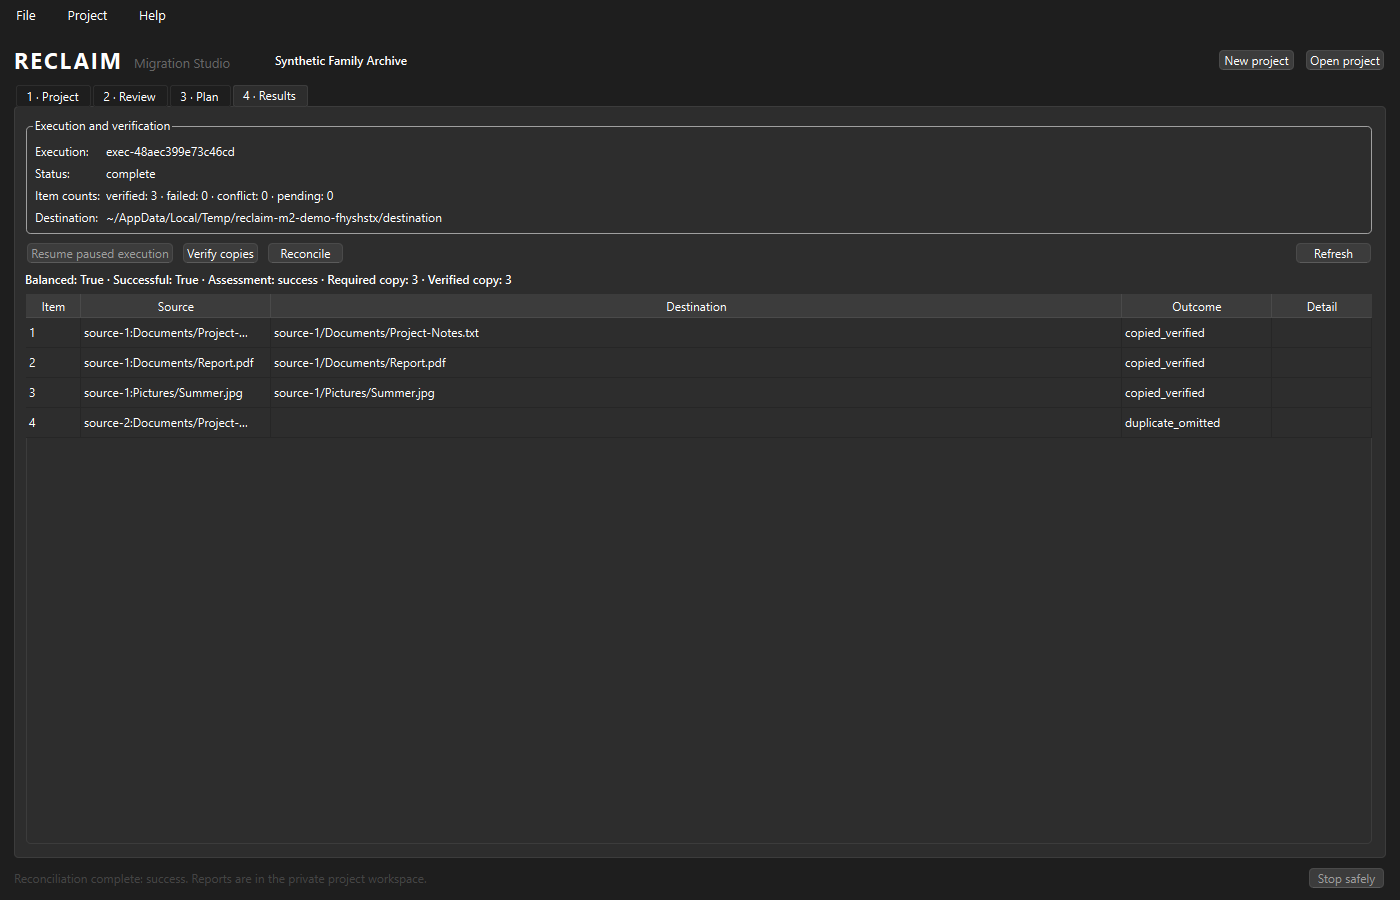 File Project Help
RECLAIM Migration Studio Synthetic Family Archive New project Open project
1 · Project 2 · Review 3 · Plan 4 · Results
Execution and verification
Execution: exec-48aec399e73c46cd
Status: complete
Item counts: verified: 3 · failed: 0 · conflict: 0 · pending: 0
Destination: ~/AppData/Local/Temp/reclaim-m2-demo-fhyshstx/destination
Resume paused execution Verify copies Reconcile Refresh
Balanced: True · Successful: True · Assessment: success · Required copy: 3 · Verified copy: 3
Item Source Destination Outcome Detail
1 source-1:Documents/Project-... source-1/Documents/Project-Notes.txt copied_verified
2 source-1:Documents/Report.pdf source-1/Documents/Report.pdf copied_verified
3 source-1:Pictures/Summer.jpg source-1/Pictures/Summer.jpg copied_verified
4 source-2:Documents/Project-... duplicate_omitted
Reconciliation complete: success. Reports are in the private project workspace. Stop safely